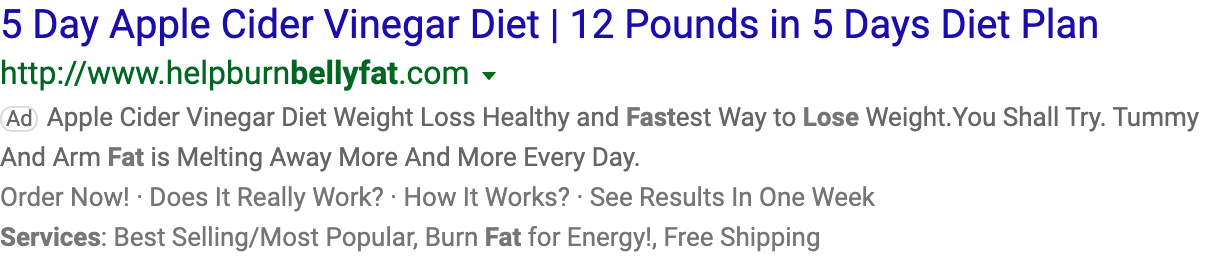 5 Day Apple Cider Vinegar Diet | 12 Pounds in 5 Days Diet Plan
http://www.helpburnbellyfat.com
Ad Apple Cider Vinegar Diet Weight Loss Healthy and Fastest Way to Lose Weight.You Shall Try. Tummy
And Arm Fat is Melting Away More And More Every Day.
Order Now! · Does It Really Work? · How It Works? · See Results In One Week
Services: Best Selling/Most Popular, Burn Fat for Energy!, Free Shipping